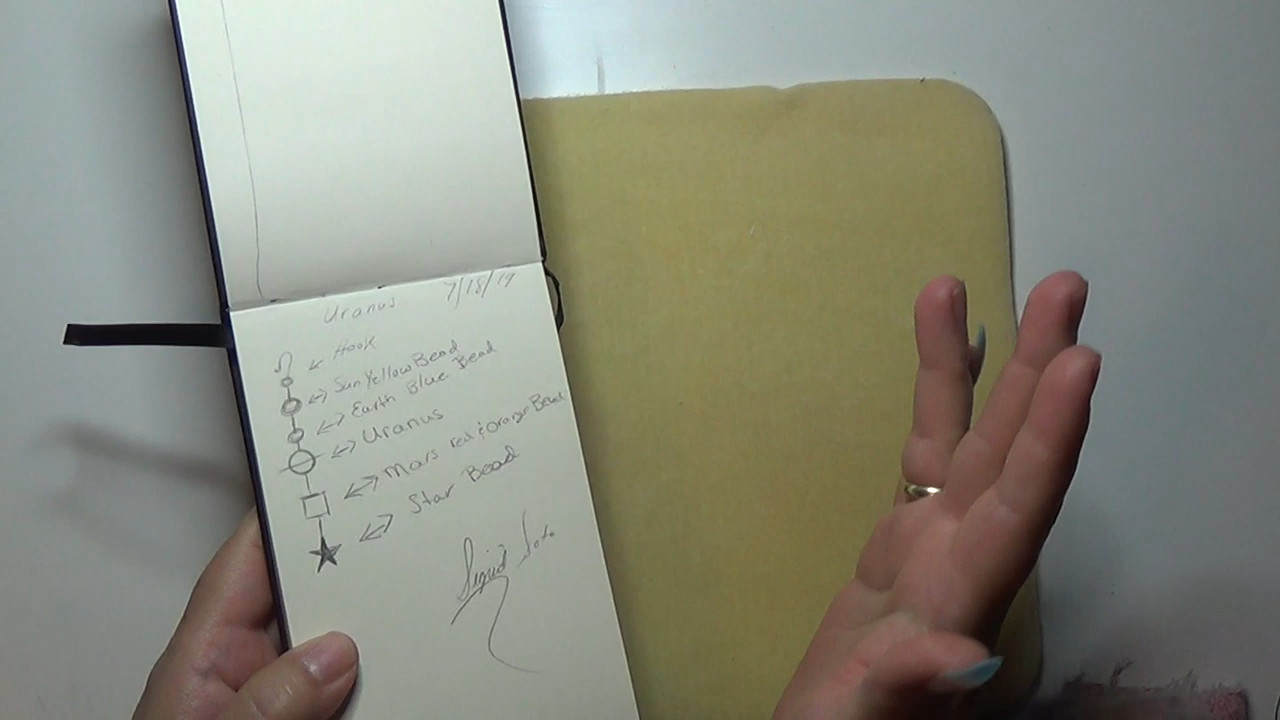 Uranus 7/18/19
Hook
Sun Yellow Bead
Earth Blue Bead
Uranus
Mars red & Orange Bead
Star Bead
Sigrid Soto